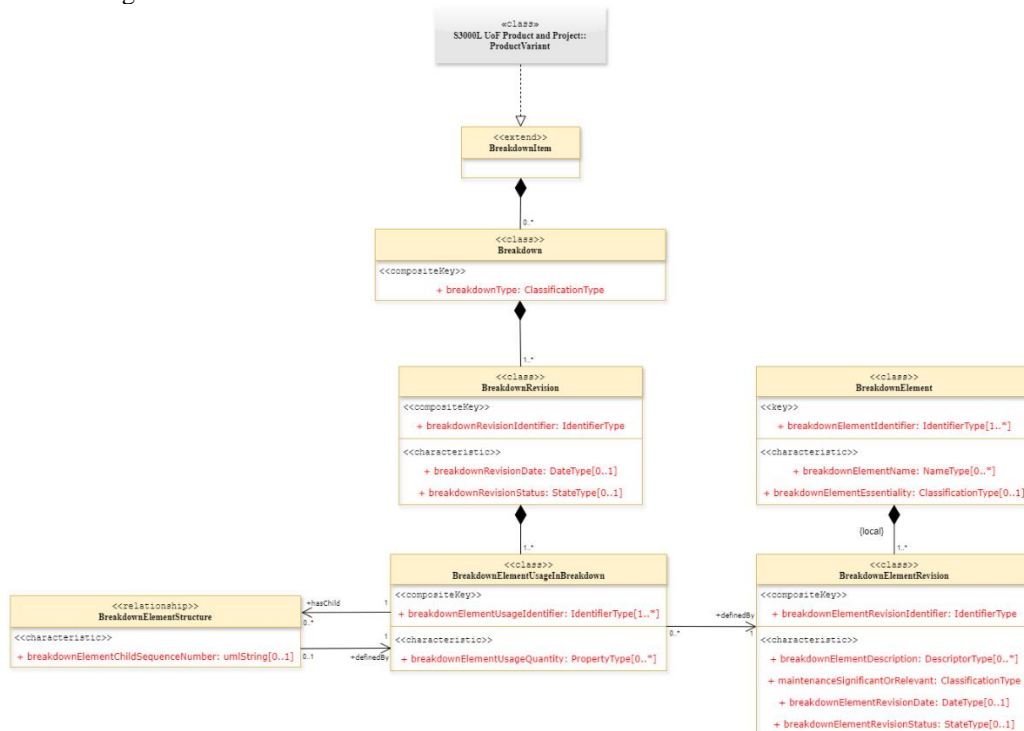 «class»
S3000L UoF Product and Project::
ProductVariant
<<extend>>
BreakdownItem
0..*
<<class>>
Breakdown
<<compositeKey>>
+ breakdownType: ClassificationType
1..*
<<class>>
BreakdownRevision
<<compositeKey>>
+ breakdownRevisionIdentifier: IdentifierType
<<characteristic>>
+ breakdownRevisionDate: DateType[0..1]
+ breakdownRevisionStatus: StateType[0..1]
<<class>>
BreakdownElement
<<key>>
+ breakdownElementIdentifier: IdentifierType[1..*]
<<characteristic>>
+ breakdownElementName: NameType[0..*]
+ breakdownElementEssentiality: ClassificationType[0..1]
{local}
1..*
1..*
<<class>>
BreakdownElementUsageInBreakdown
<<compositeKey>>
+ breakdownElementUsageIdentifier: IdentifierType[1..*]
<<characteristic>>
+ breakdownElementUsageQuantity: PropertyType[0..*]
+hasChild
1
0..*
1
0..1
+definedBy
<<relationship>>
BreakdownElementStructure
<<characteristic>>
+ breakdownElementChildSequenceNumber: umlString[0..1]
+definedBy
0..*
1
<<class>>
BreakdownElementRevision
<<compositeKey>>
+ breakdownElementRevisionIdentifier: IdentifierType
<<characteristic>>
+ breakdownElementDescription: DescriptorType[0..*]
+ maintenanceSignificantOrRelevant: ClassificationType
+ breakdownElementRevisionDate: DateType[0..1]
+ breakdownElementRevisionStatus: StateType[0..1]